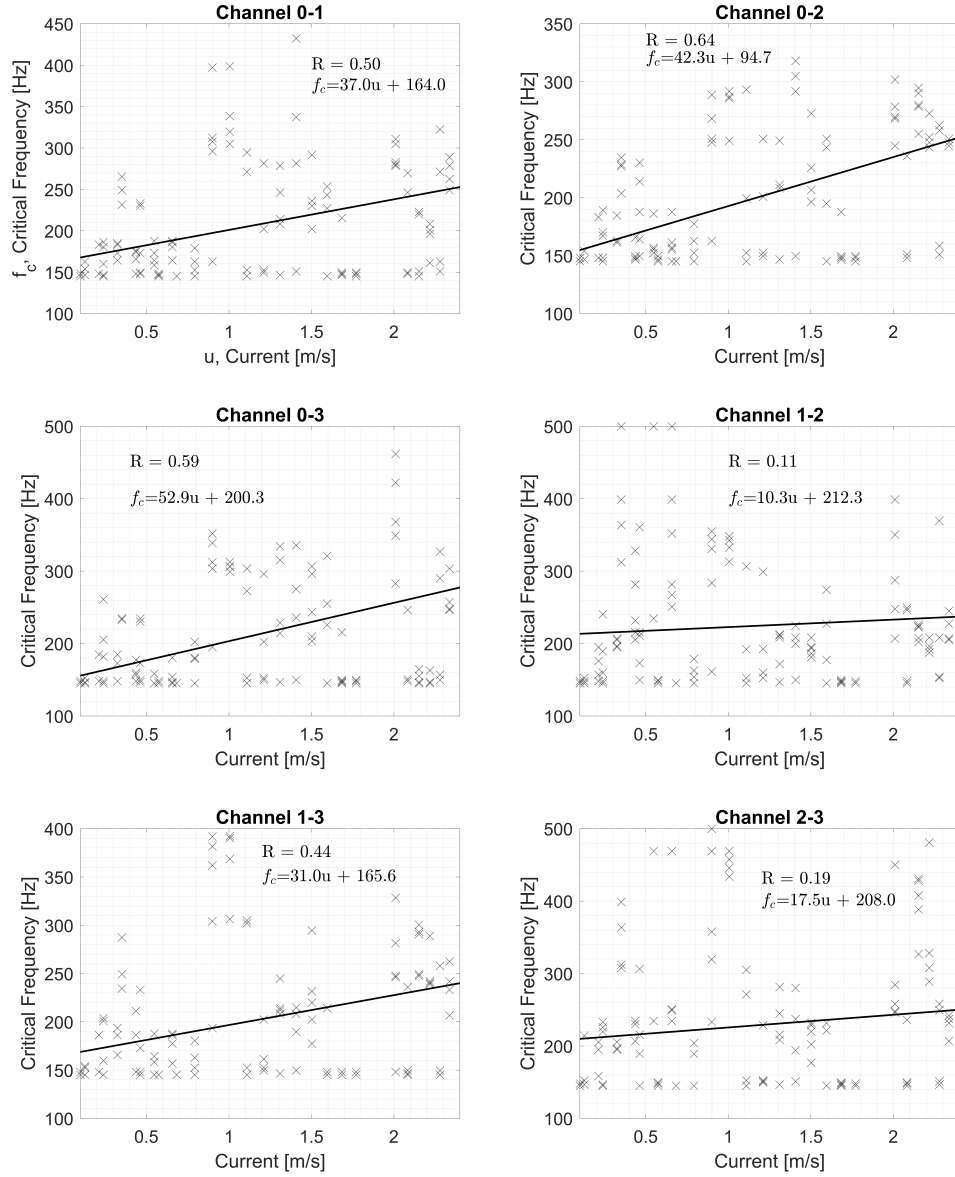 Channel 0-1
R = 0.50
f_c=37.0u + 164.0
f_c, Critical Frequency [Hz]
450
400
350
300
250
200
150
100
0.5 1 1.5 2
u, Current [m/s]
Channel 0-2
R = 0.64
f_c=42.3u + 94.7
Critical Frequency [Hz]
350
300
250
200
150
100
0.5 1 1.5 2
Current [m/s]
Channel 0-3
R = 0.59
f_c=52.9u + 200.3
Critical Frequency [Hz]
500
400
300
200
100
0.5 1 1.5 2
Current [m/s]
Channel 1-2
R = 0.11
f_c=10.3u + 212.3
Critical Frequency [Hz]
500
400
300
200
100
0.5 1 1.5 2
Current [m/s]
Channel 1-3
R = 0.44
f_c=31.0u + 165.6
Critical Frequency [Hz]
400
350
300
250
200
150
100
0.5 1 1.5 2
Current [m/s]
Channel 2-3
R = 0.19
f_c=17.5u + 208.0
Critical Frequency [Hz]
500
400
300
200
100
0.5 1 1.5 2
Current [m/s]